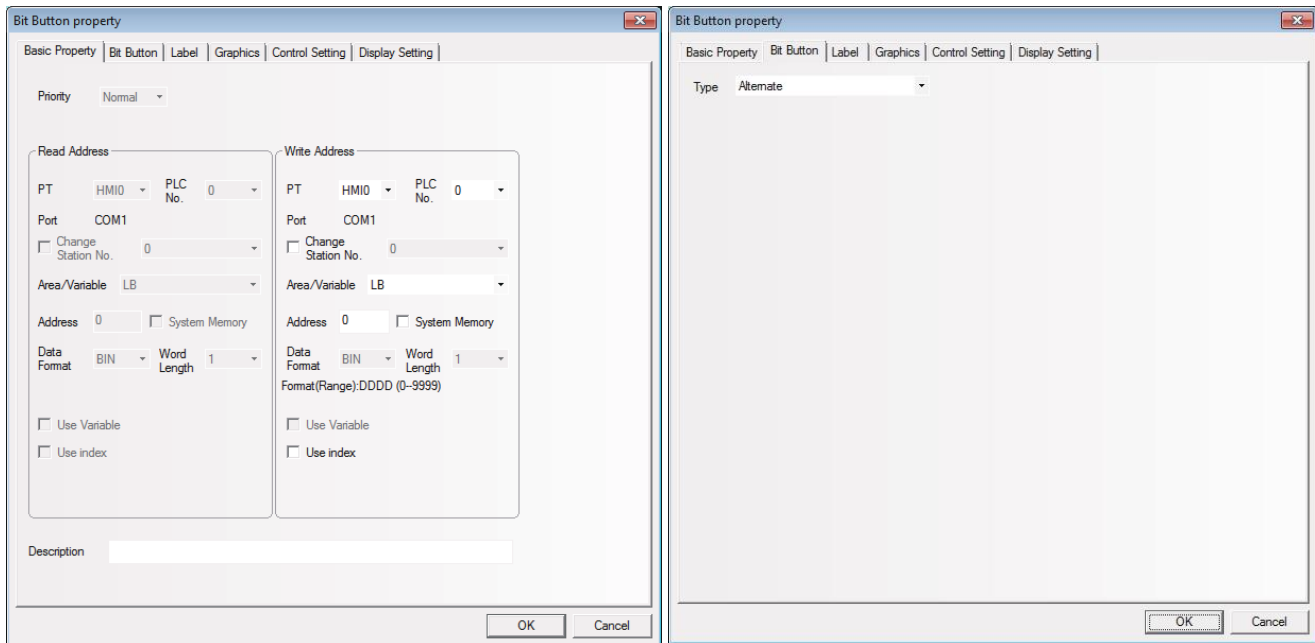 Bit Button property
Basic Property Bit Button Label Graphics Control Setting Display Setting
Priority Normal
Read Address
PT HMI0 PLC No. 0
Port COM1
Change Station No. 0
Area/Variable LB
Address 0 System Memory
Data Format BIN Word Length 1
Use Variable
Use index
Write Address
PT HMI0 PLC No. 0
Port COM1
Change Station No. 0
Area/Variable LB
Address 0 System Memory
Data Format BIN Word Length 1
Format(Range):DDDD (0--9999)
Use Variable
Use index
Description
OK Cancel
Bit Button property
Basic Property Bit Button Label Graphics Control Setting Display Setting
Type Alternate
OK Cancel